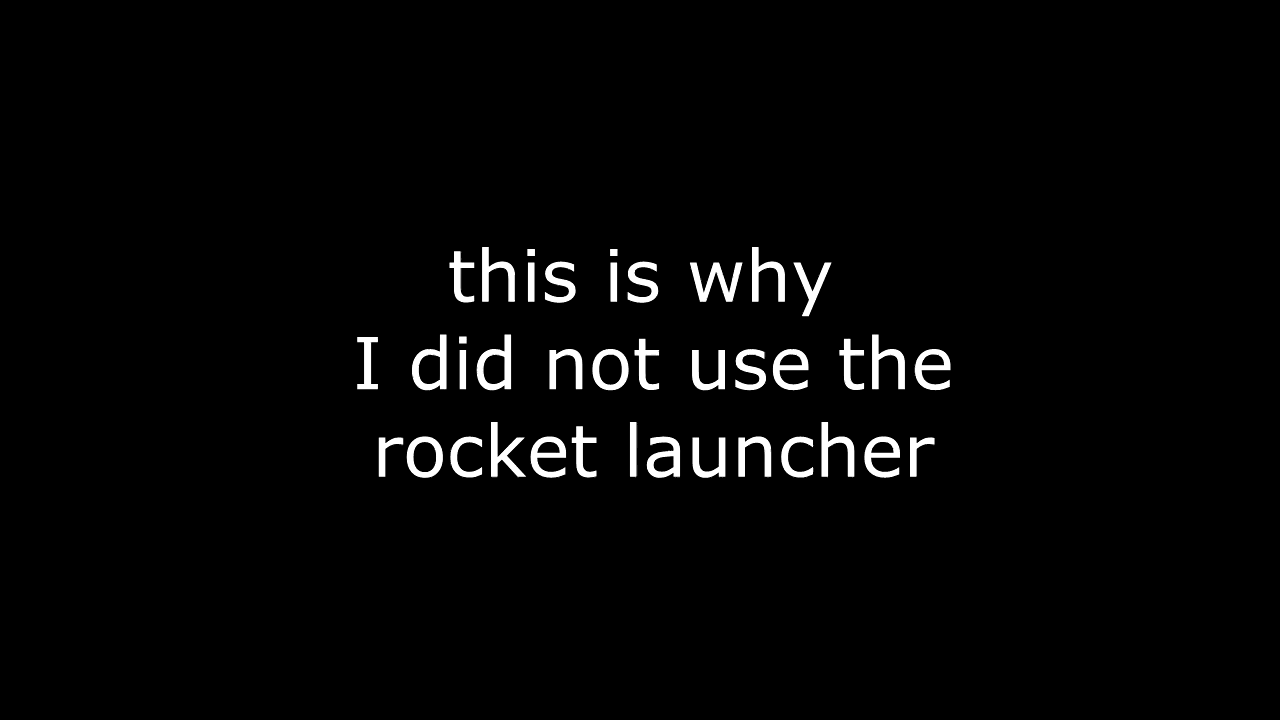 this is why
I did not use the
rocket launcher